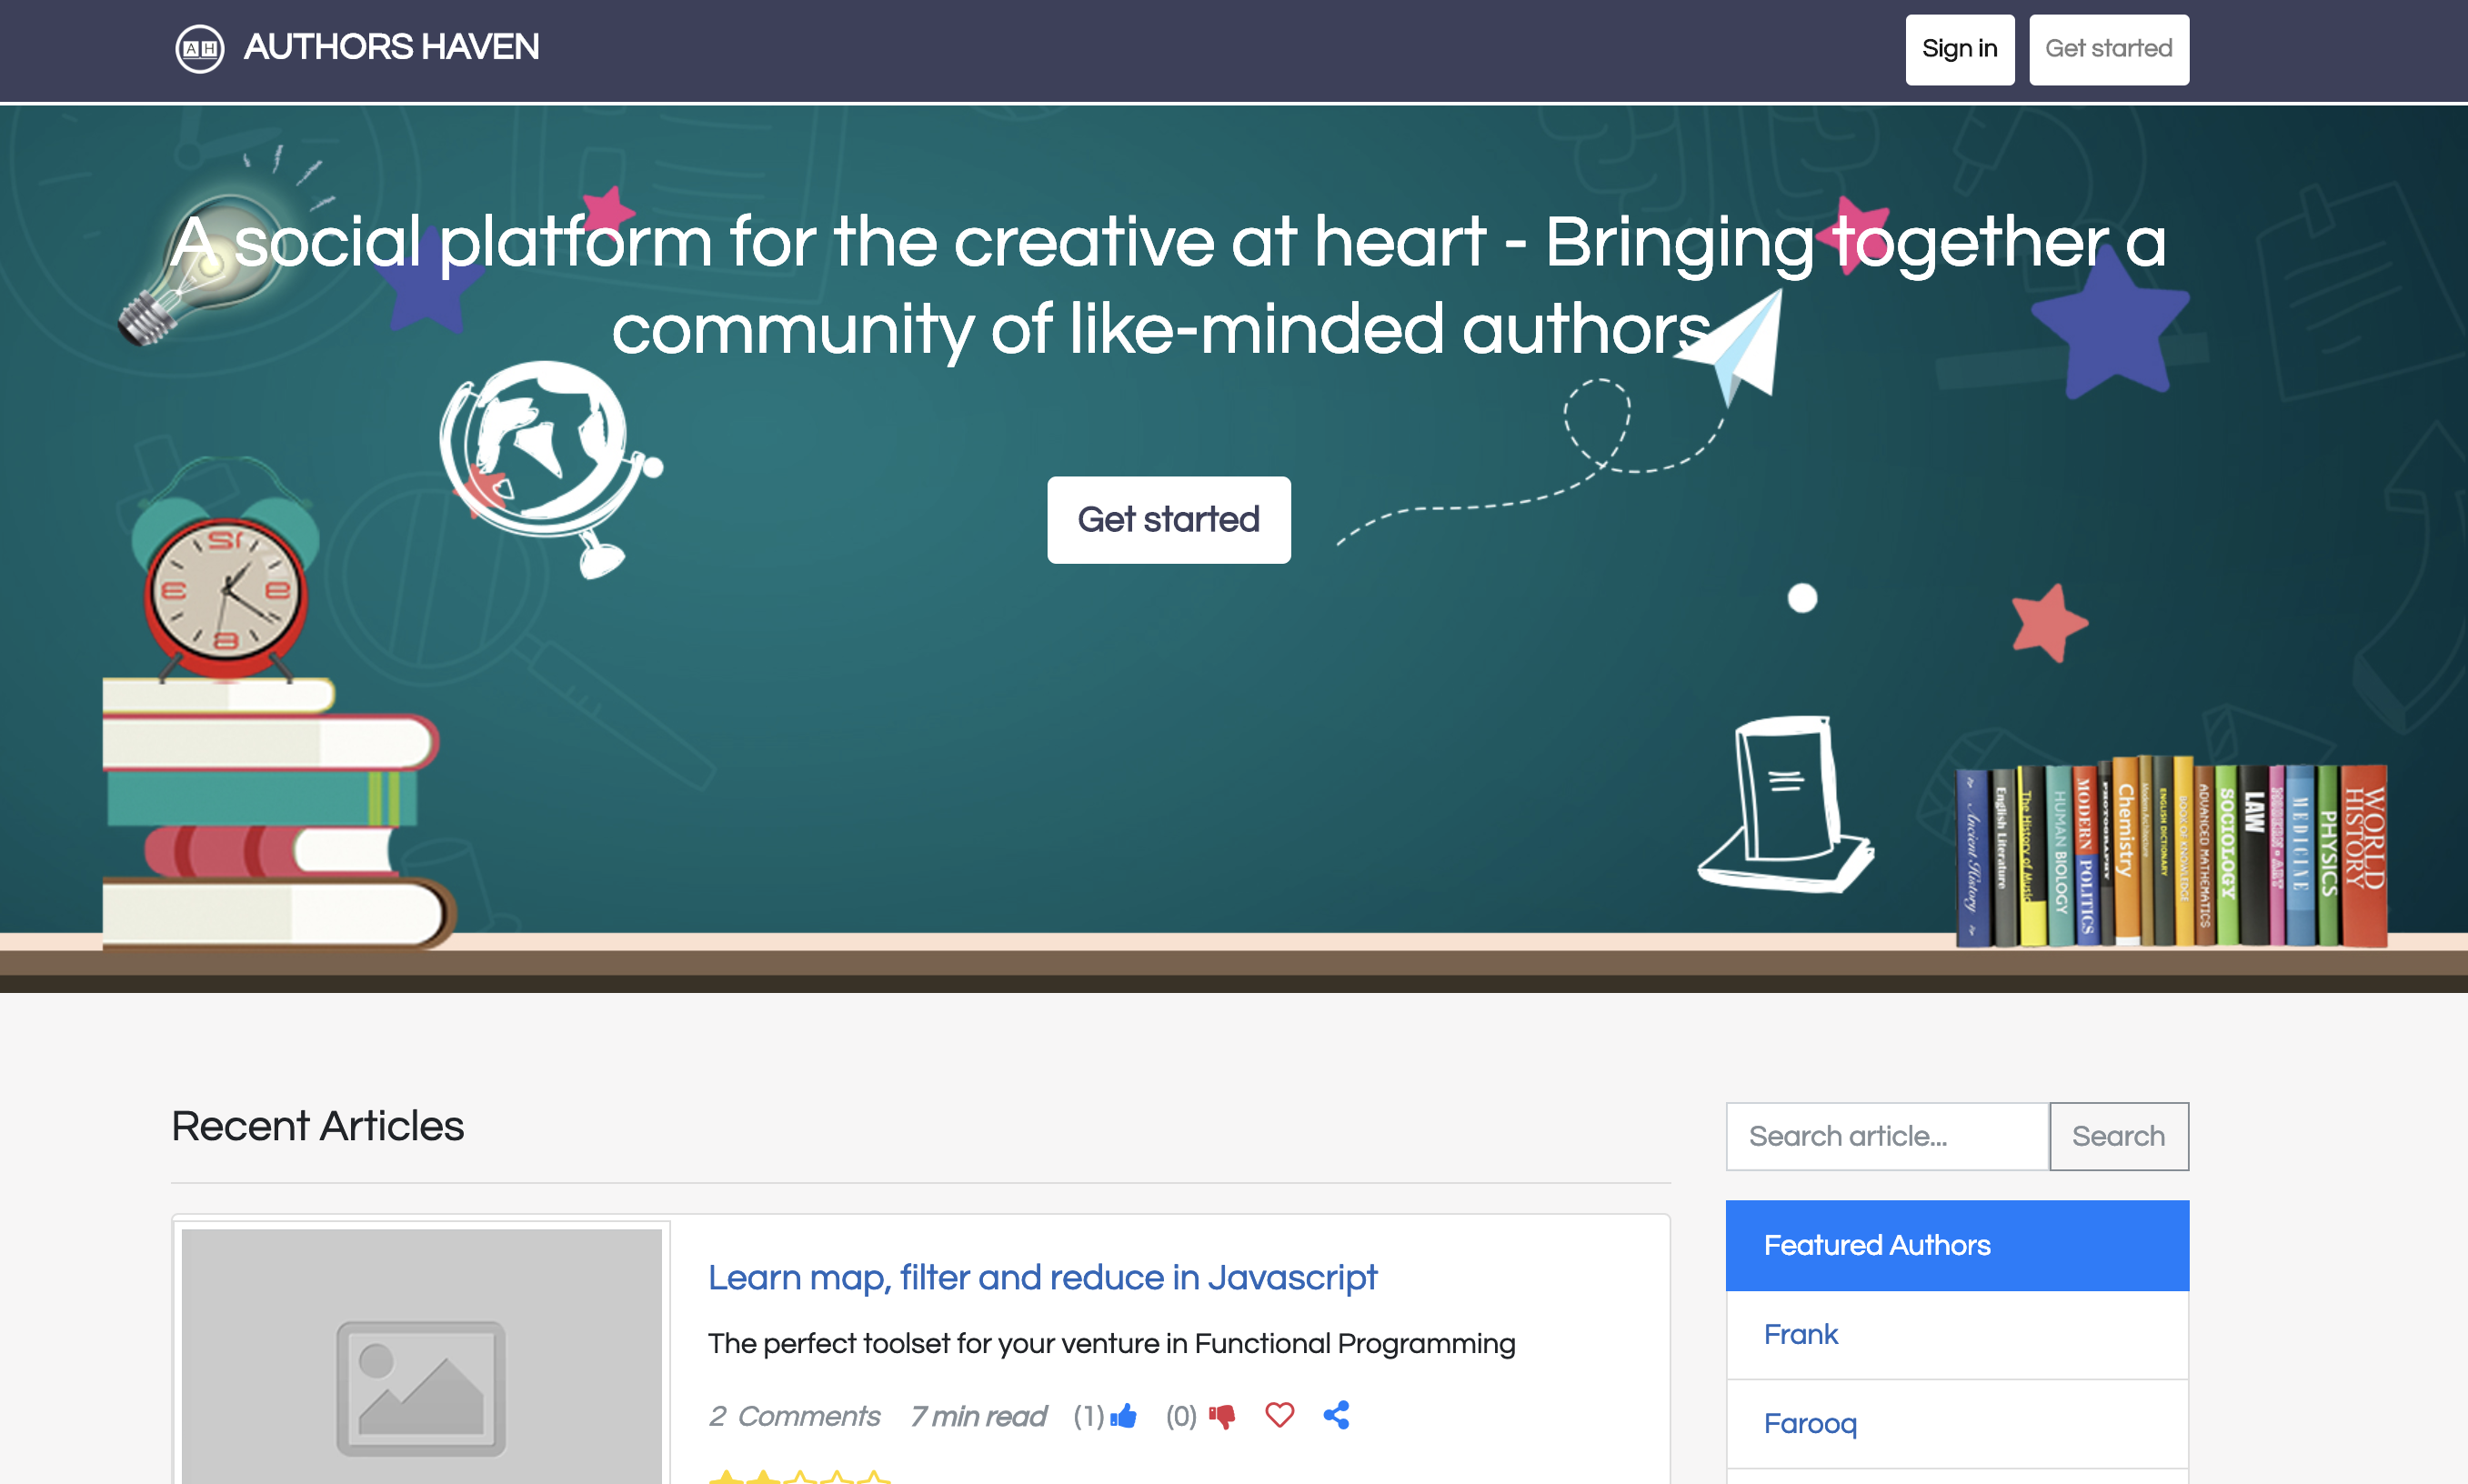 AH AUTHORS HAVEN
Sign in
Get started
A social platform for the creative at heart - Bringing together a
community of like-minded authors
Get started
Ancient History
English Literature
The History of Music
HUMAN BIOLOGY
MODERN POLITICS
PHOTOGRAPHY
Chemistry
Modern Architecture
ENGLISH DICTIONARY
BOOK OF KNOWLEDGE
ADVANCED MATHEMATICS
SOCIOLOGY
LAW
MEDICINE
PHYSICS
WORLD
HISTORY
Recent Articles
Search article...
Search
Featured Authors
Learn map, filter and reduce in Javascript
Frank
The perfect toolset for your venture in Functional Programming
2 Comments 7 min read (1) (0)
Farooq